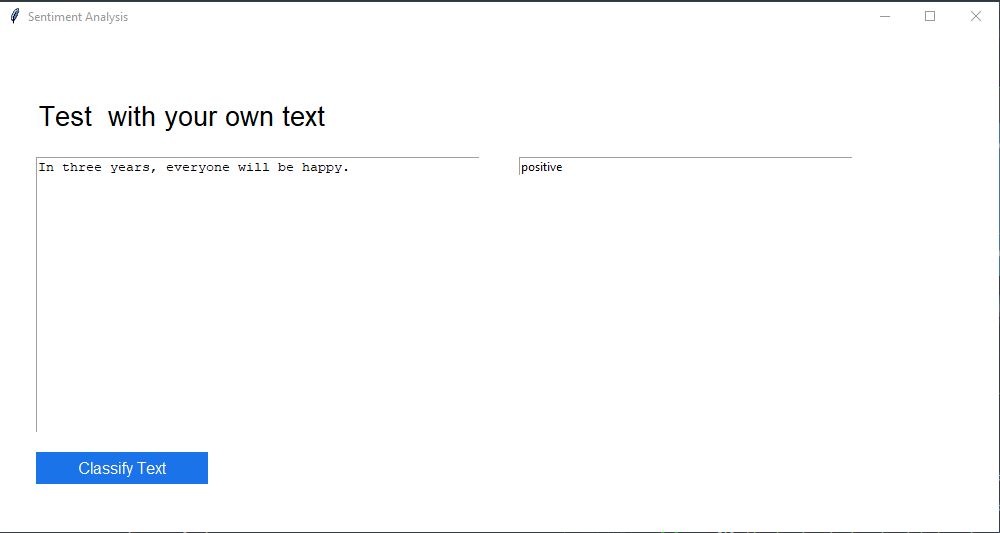 Sentiment Analysis
Test  with your own text
In three years, everyone will be happy.
positive
Classify Text